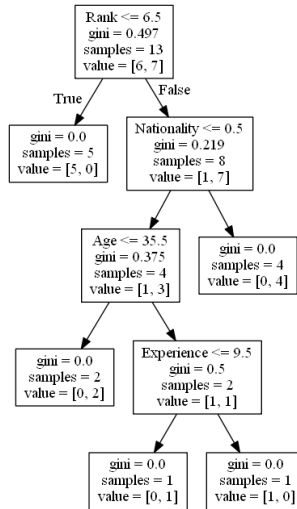 Rank <= 6.5
gini = 0.497
samples = 13
value = [6, 7]
True
False
gini = 0.0
samples = 5
value = [5, 0]
Nationality <= 0.5
gini = 0.219
samples = 8
value = [1, 7]
Age <= 35.5
gini = 0.375
samples = 4
value = [1, 3]
gini = 0.0
samples = 4
value = [0, 4]
gini = 0.0
samples = 2
value = [0, 2]
Experience <= 9.5
gini = 0.5
samples = 2
value = [1, 1]
gini = 0.0
samples = 1
value = [0, 1]
gini = 0.0
samples = 1
value = [1, 0]